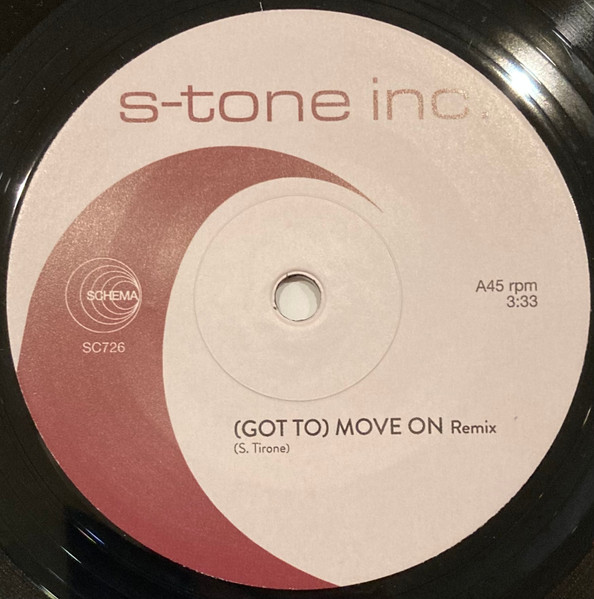 s-tone inc.
SCHEMA
SC726
A45 rpm
3:33
(GOT TO) MOVE ON Remix
(S. Tirone)